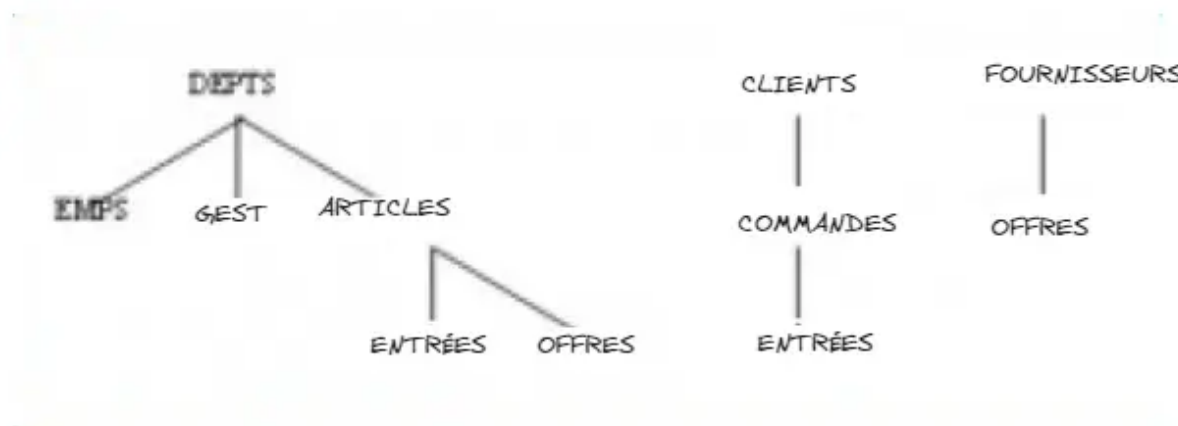 DEPTS
CLIENTS
FOURNISSEURS
EMPS
GEST
ARTICLES
COMMANDES
OFFRES
ENTRÉES
OFFRES
ENTRÉES